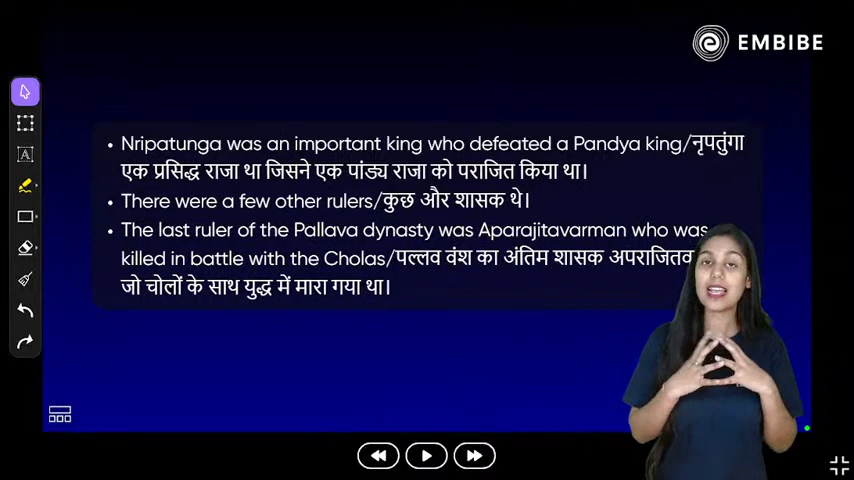 EMBIBE
• Nripatunga was an important king who defeated a Pandya king/नृपतुंगा
एक प्रसिद्ध राजा था जिसने एक पांड्य राजा को पराजित किया था।
• There were a few other rulers/कुछ और शासक थे।
• The last ruler of the Pallava dynasty was Aparajitavarman who was
killed in battle with the Cholas/पल्लव वंश का अंतिम शासक
जो चोलों के साथ युद्ध में मारा गया था।